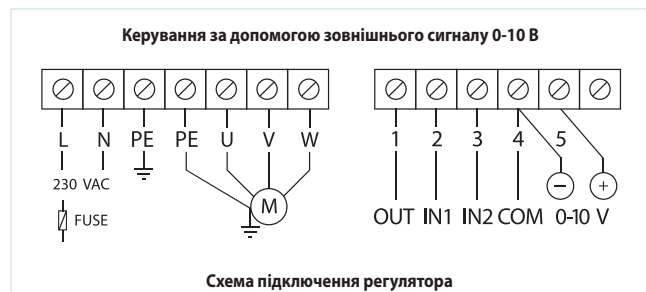 Керування за допомогою зовнішнього сигналу 0-10 В
L N PE PE U V W 1 2 3 4 5
230 VAC
M
FUSE
OUT IN1 IN2 COM 0-10 V
Схема підключення регулятора